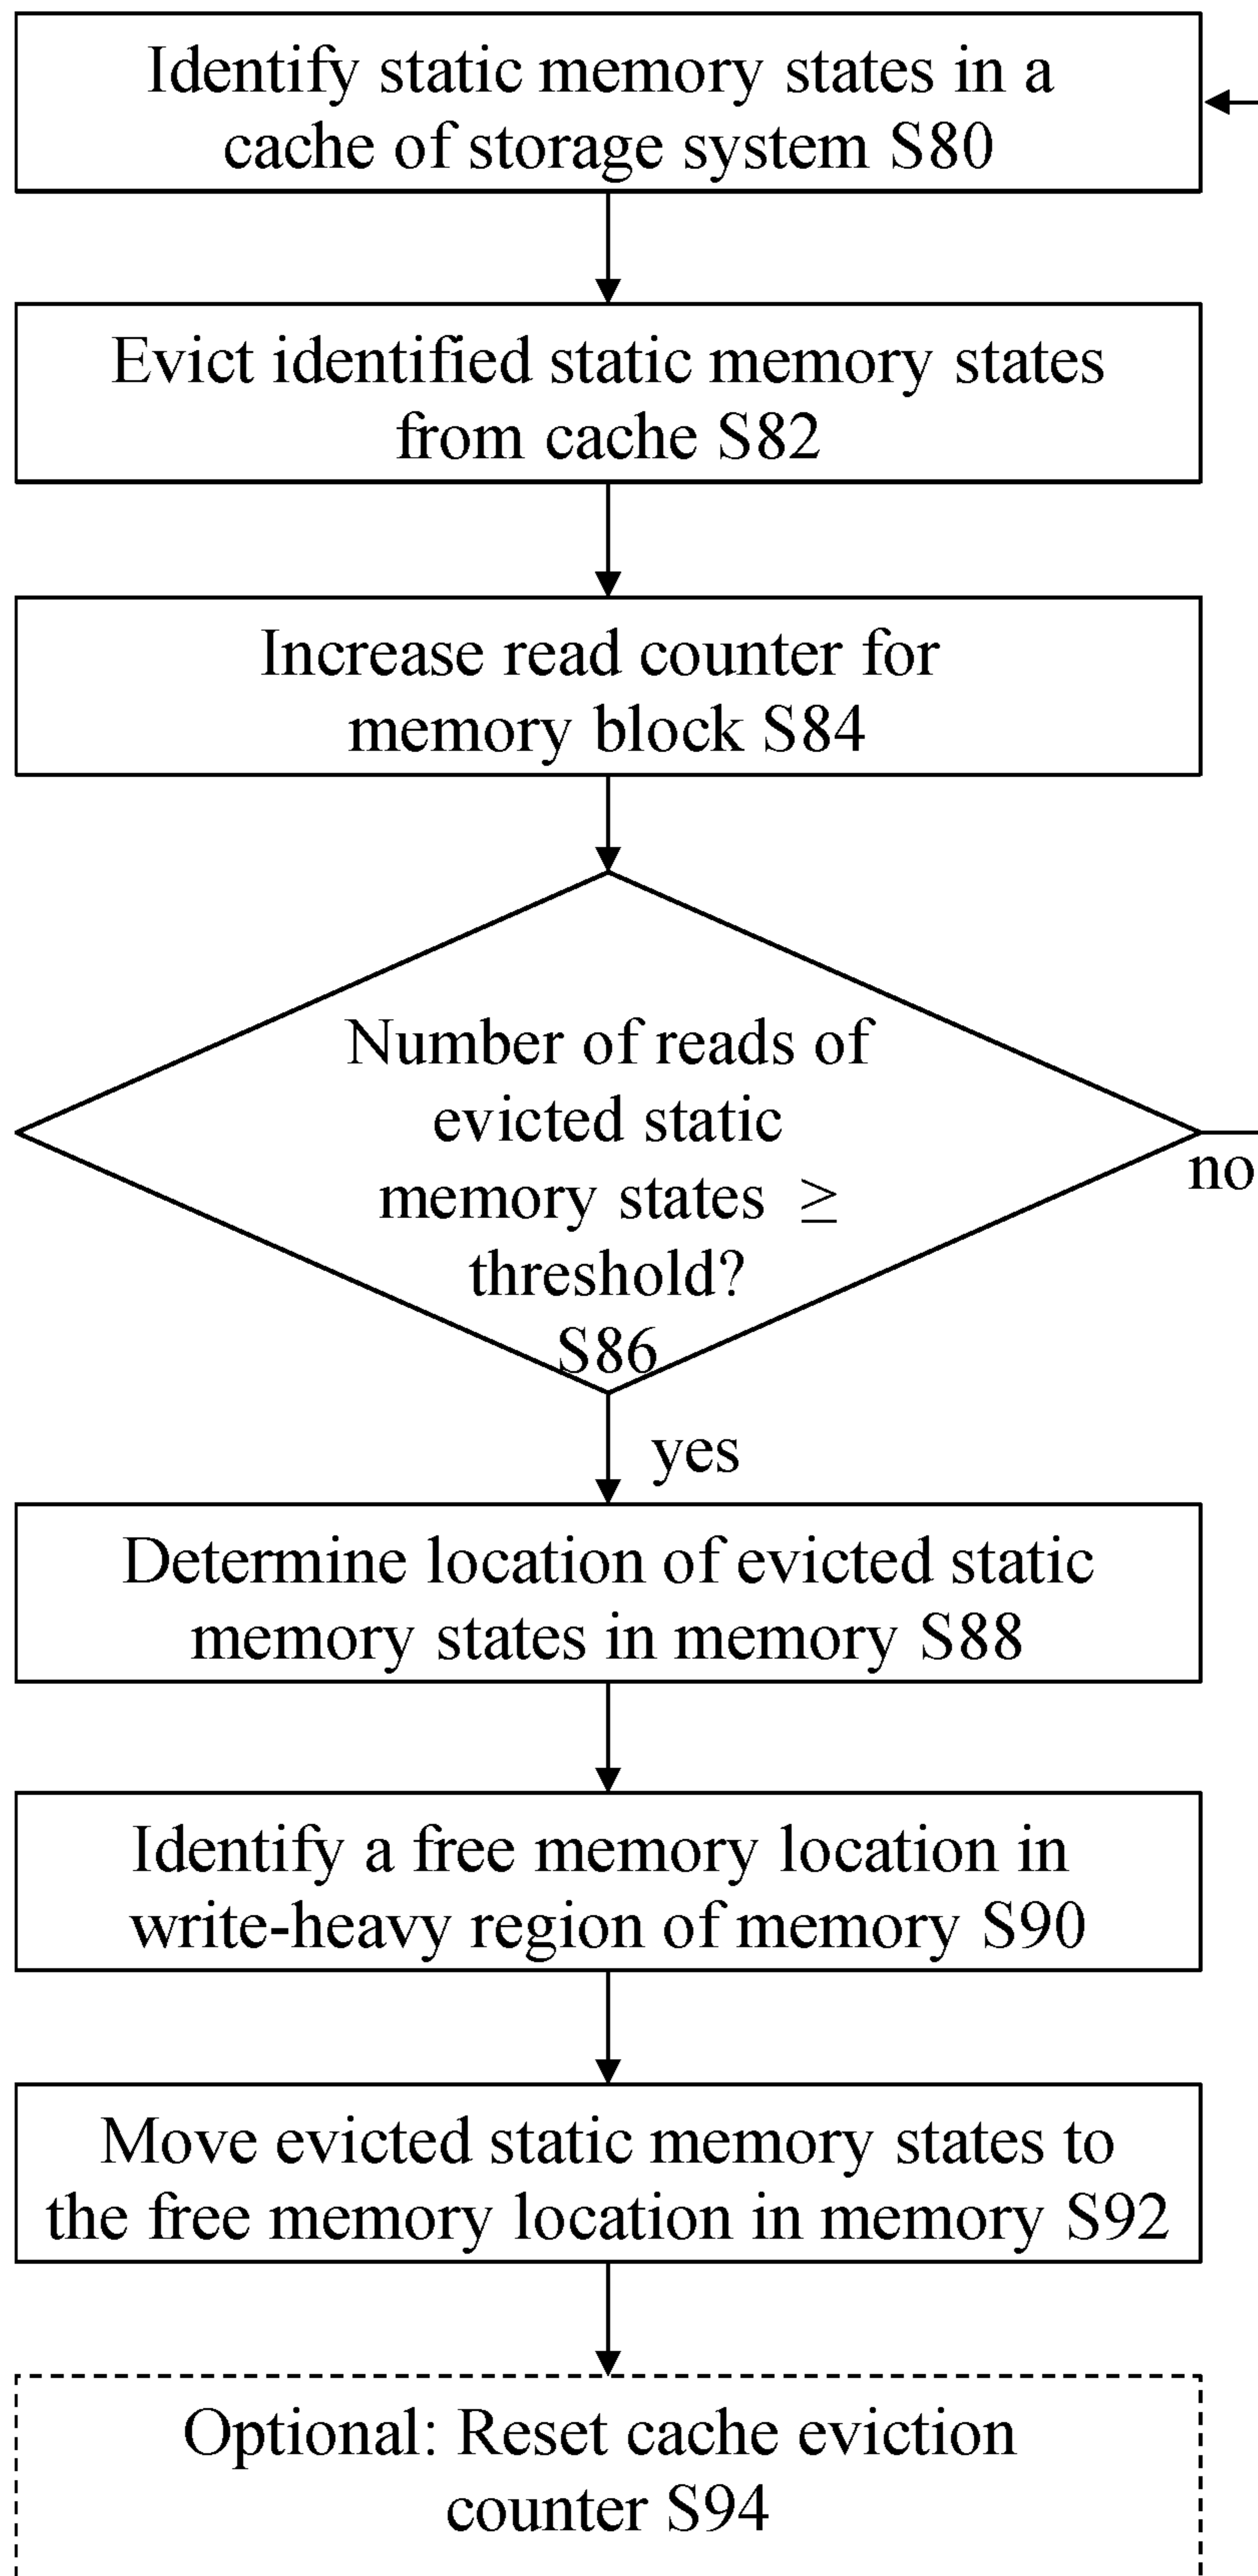 Identify static memory states in a
cache of storage system S80
Evict identified static memory states
from cache S82
Increase read counter for
memory block S84
Number of reads of
evicted static
memory states ≥
threshold?
S86
no
yes
Determine location of evicted static
memory states in memory S88
Identify a free memory location in
write-heavy region of memory S90
Move evicted static memory states to
the free memory location in memory S92
Optional: Reset cache eviction
counter S94